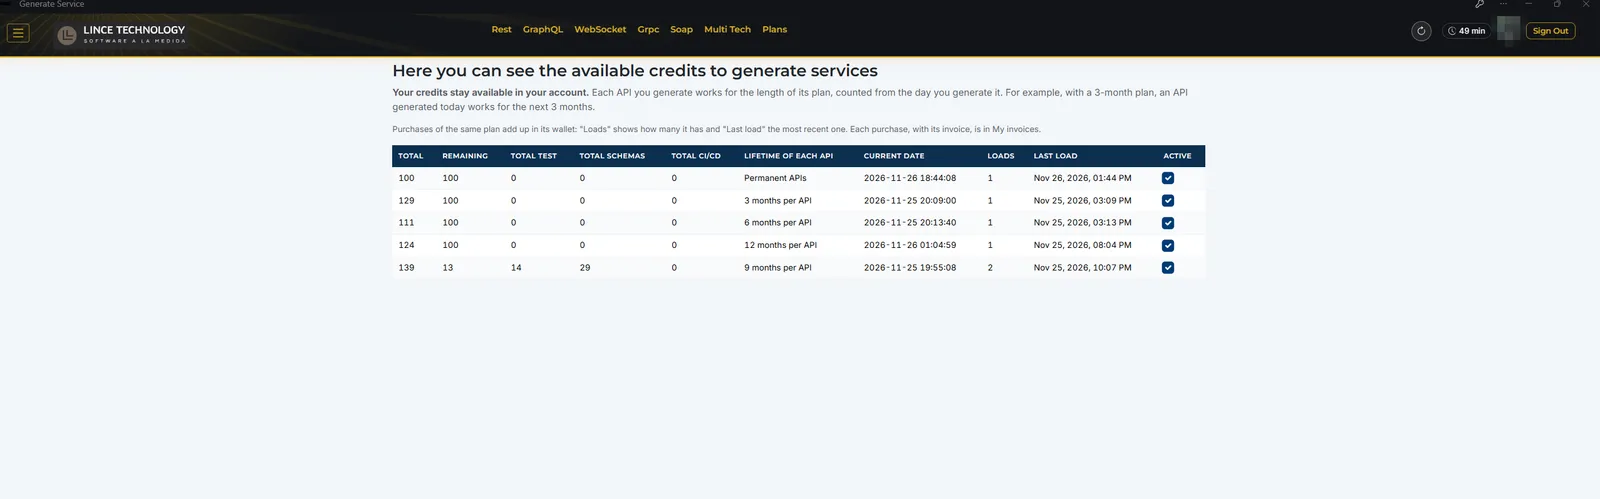 Generate Service
LINCE TECHNOLOGY
SOFTWARE A LA MEDIDA
Rest GraphQL WebSocket Grpc Soap Multi Tech Plans
49 min
Sign Out
Here you can see the available credits to generate services
Your credits stay available in your account. Each API you generate works for the length of its plan, counted from the day you generate it. For example, with a 3-month plan, an API
generated today works for the next 3 months.
Purchases of the same plan add up in its wallet: "Loads" shows how many it has and "Last load" the most recent one. Each purchase, with its invoice, is in My invoices.
TOTAL REMAINING TOTAL TEST TOTAL SCHEMAS TOTAL CI/CD LIFETIME OF EACH API CURRENT DATE LOADS LAST LOAD ACTIVE
100 100 0 0 0 Permanent APIs 2026-11-26 18:44:08 1 Nov 26, 2026, 01:44 PM
129 100 0 0 0 3 months per API 2026-11-25 20:09:00 1 Nov 25, 2026, 03:09 PM
111 100 0 0 0 6 months per API 2026-11-25 20:13:40 1 Nov 25, 2026, 03:13 PM
124 100 0 0 0 12 months per API 2026-11-26 01:04:59 1 Nov 25, 2026, 08:04 PM
139 13 14 29 0 9 months per API 2026-11-25 19:55:08 2 Nov 25, 2026, 10:07 PM